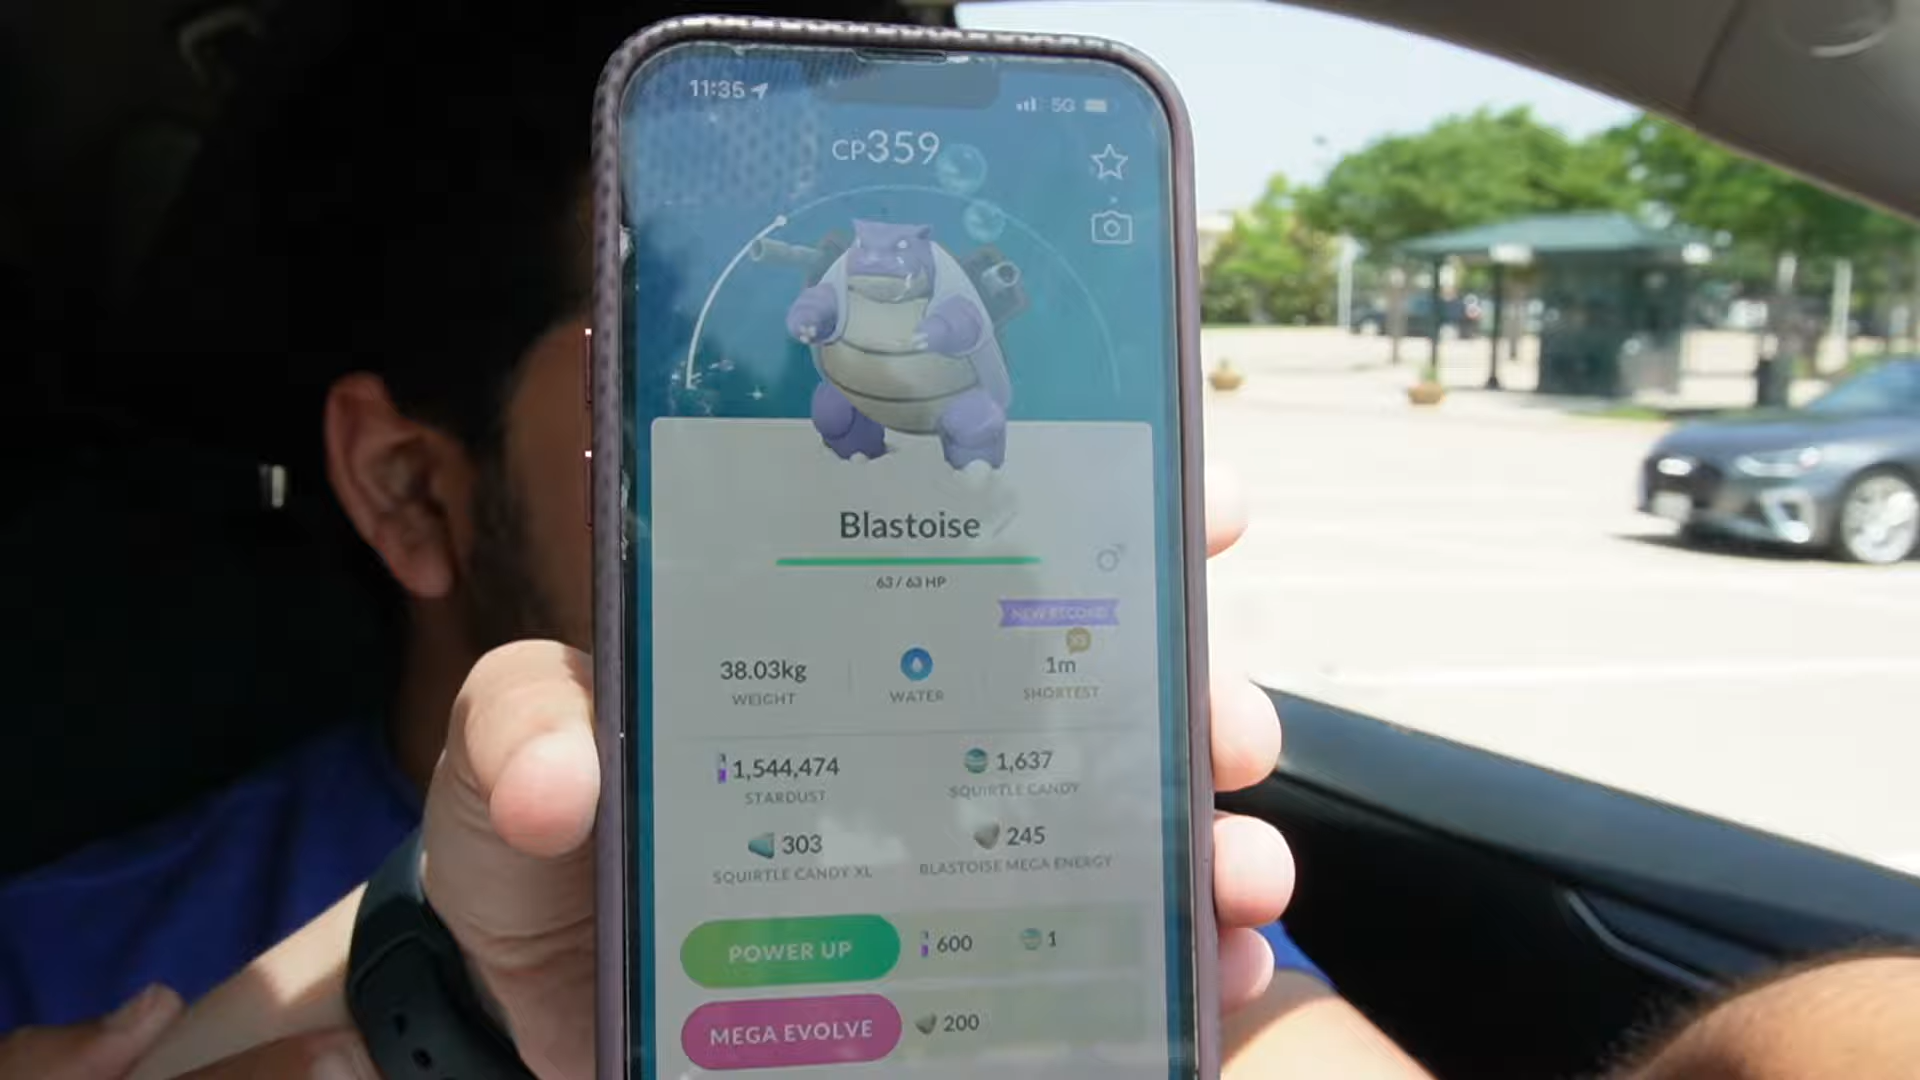 11:35 5G
CP359
Blastoise
63 / 63 HP
NEW RECORD!
XS
38.03kg
WEIGHT
WATER
1m
SHORTEST
1,544,474
STARDUST
1,637
SQUIRTLE CANDY
303
SQUIRTLE CANDY XL
245
BLASTOISE MEGA ENERGY
POWER UP 600 1
MEGA EVOLVE 200